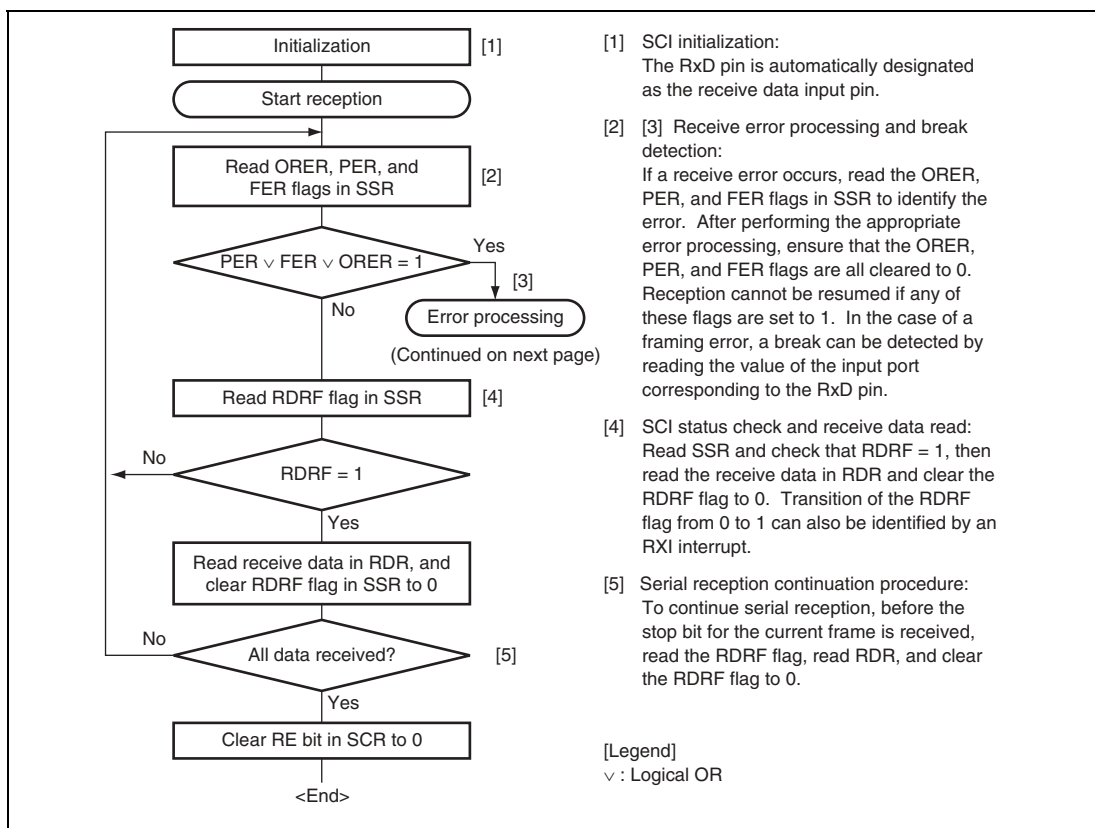 Initialization [1]
Start reception
Read ORER, PER, and
FER flags in SSR
[2]
PER ∨ FER ∨ ORER = 1
Yes
[3]
No
Error processing
(Continued on next page)
Read RDRF flag in SSR [4]
No
RDRF = 1
Yes
Read receive data in RDR, and
clear RDRF flag in SSR to 0
No
All data received? [5]
Yes
Clear RE bit in SCR to 0
<End>
[1] SCI initialization:
The RxD pin is automatically designated
as the receive data input pin.
[2] [3] Receive error processing and break
detection:
If a receive error occurs, read the ORER,
PER, and FER flags in SSR to identify the
error. After performing the appropriate
error processing, ensure that the ORER,
PER, and FER flags are all cleared to 0.
Reception cannot be resumed if any of
these flags are set to 1. In the case of a
framing error, a break can be detected by
reading the value of the input port
corresponding to the RxD pin.
[4] SCI status check and receive data read:
Read SSR and check that RDRF = 1, then
read the receive data in RDR and clear the
RDRF flag to 0. Transition of the RDRF
flag from 0 to 1 can also be identified by an
RXI interrupt.
[5] Serial reception continuation procedure:
To continue serial reception, before the
stop bit for the current frame is received,
read the RDRF flag, read RDR, and clear
the RDRF flag to 0.
[Legend]
∨ : Logical OR